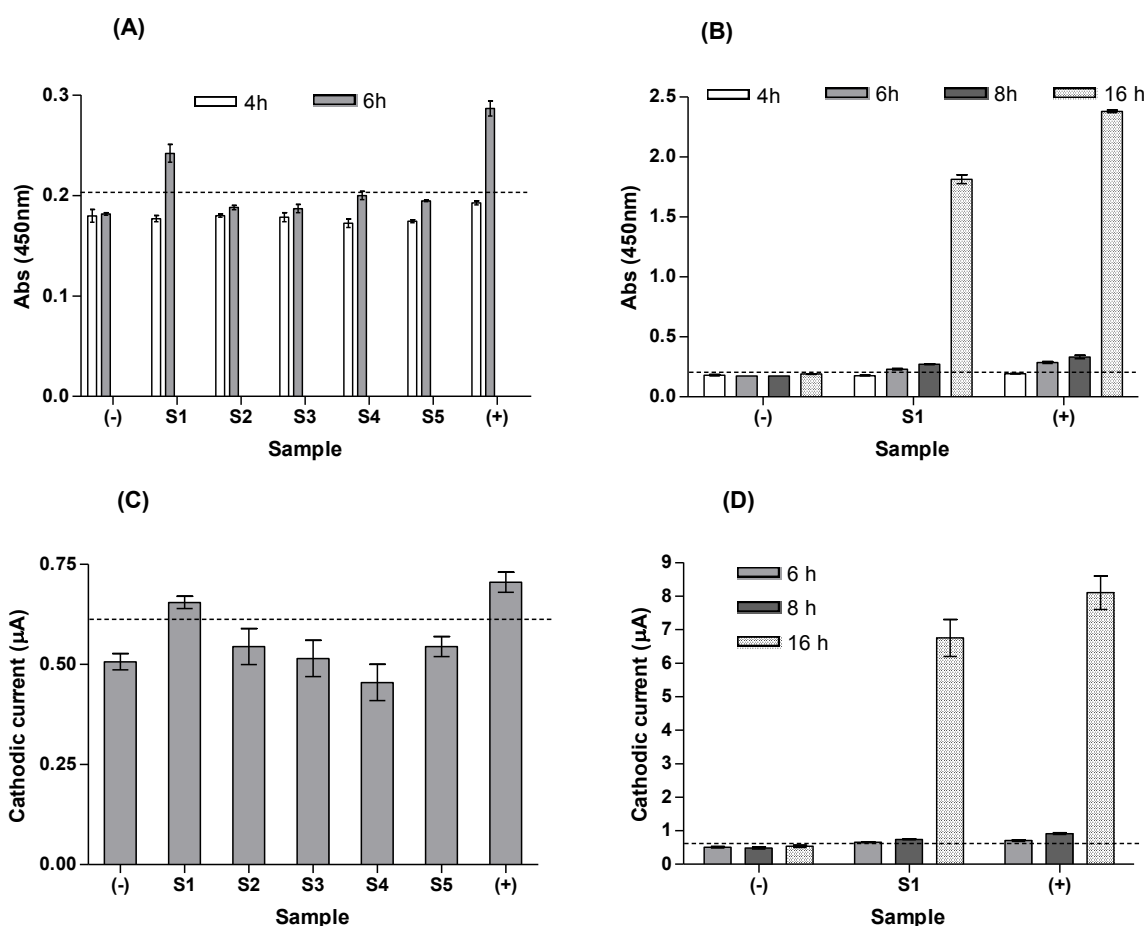 (A)
4h 6h
0.3
0.2
0.1
0.0
Abs (450nm)
(-) S1 S2 S3 S4 S5 (+)
Sample
(B)
4h 6h 8h 16 h
2.5
2.0
1.5
1.0
0.5
0.0
Abs (450nm)
(-) S1 (+)
Sample
(C)
0.75
0.50
0.25
0.00
Cathodic current (µA)
(-) S1 S2 S3 S4 S5 (+)
Sample
(D)
6 h
8 h
16 h
9
8
7
6
5
4
3
2
1
0
Cathodic current (µA)
(-) S1 (+)
Sample